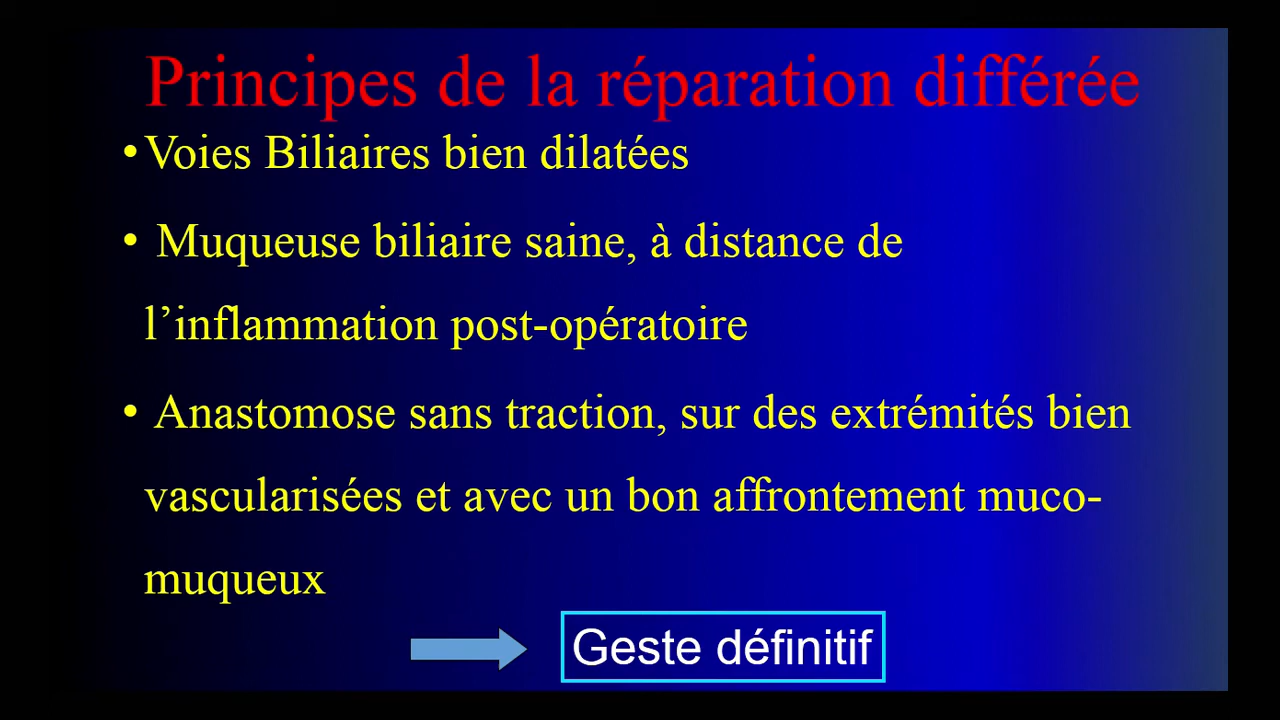 Principes de la réparation différée
•Voies Biliaires bien dilatées
• Muqueuse biliaire saine, à distance de
l’inflammation post-opératoire
• Anastomose sans traction, sur des extrémités bien
vascularisées et avec un bon affrontement muco-
muqueux
Geste définitif